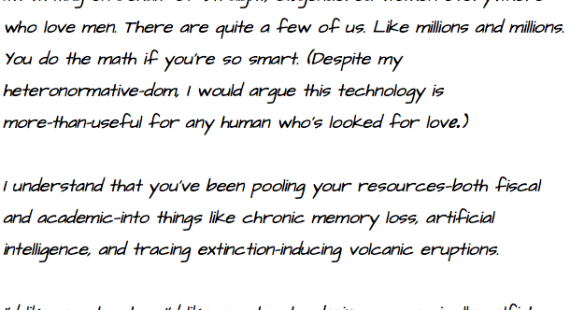 who love men. There are quite a few of us. Like millions and millions.
You do the math if you're so smart. (Despite my
heteronormative-dom, I would argue this technology is
more-than-useful for any human who's looked for love.)
I understand that you've been pooling your resources-both fiscal
and academic-into things like chronic memory loss, artificial
intelligence, and tracing extinction-inducing volcanic eruptions.